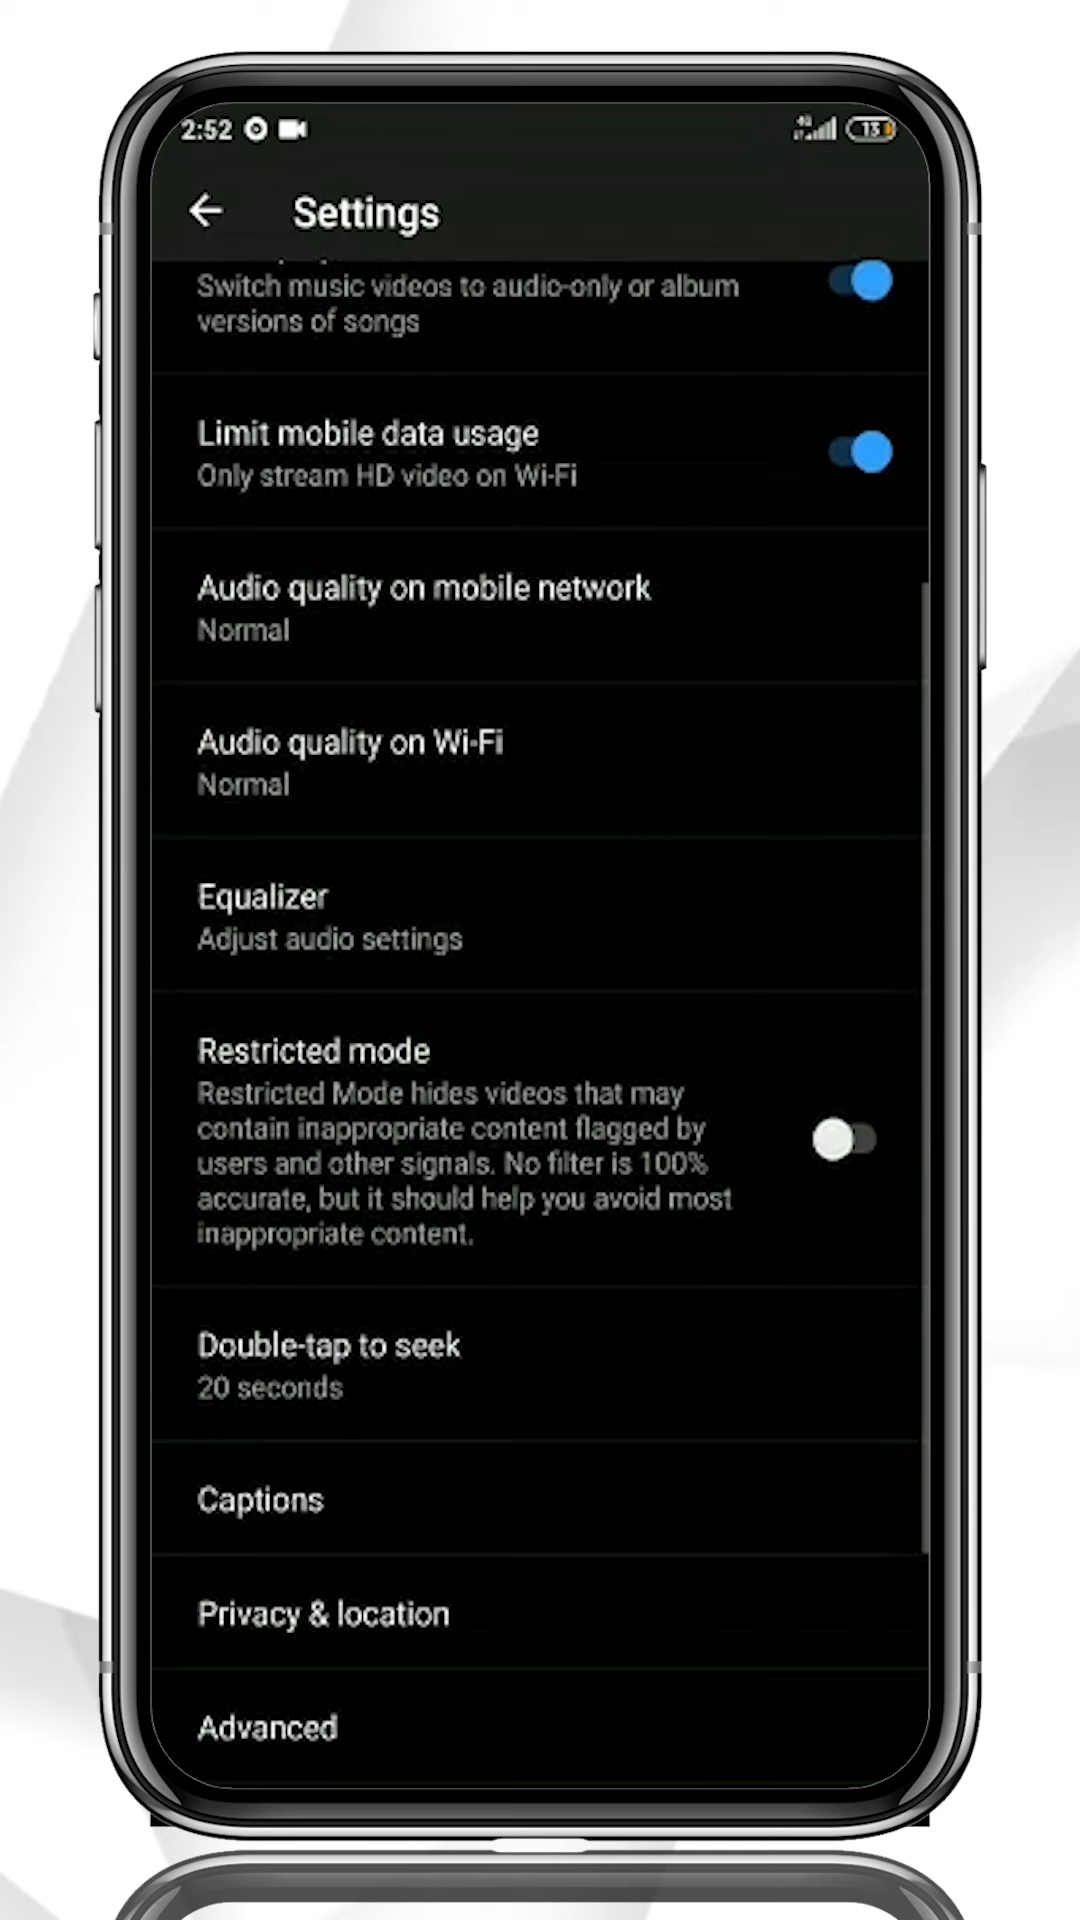 2:52
4G
13
Settings
Switch music videos to audio-only or album
versions of songs
Limit mobile data usage
Only stream HD video on Wi-Fi
Audio quality on mobile network
Normal
Audio quality on Wi-Fi
Normal
Equalizer
Adjust audio settings
Restricted mode
Restricted Mode hides videos that may
contain inappropriate content flagged by
users and other signals. No filter is 100%
accurate, but it should help you avoid most
inappropriate content.
Double-tap to seek
20 seconds
Captions
Privacy & location
Advanced